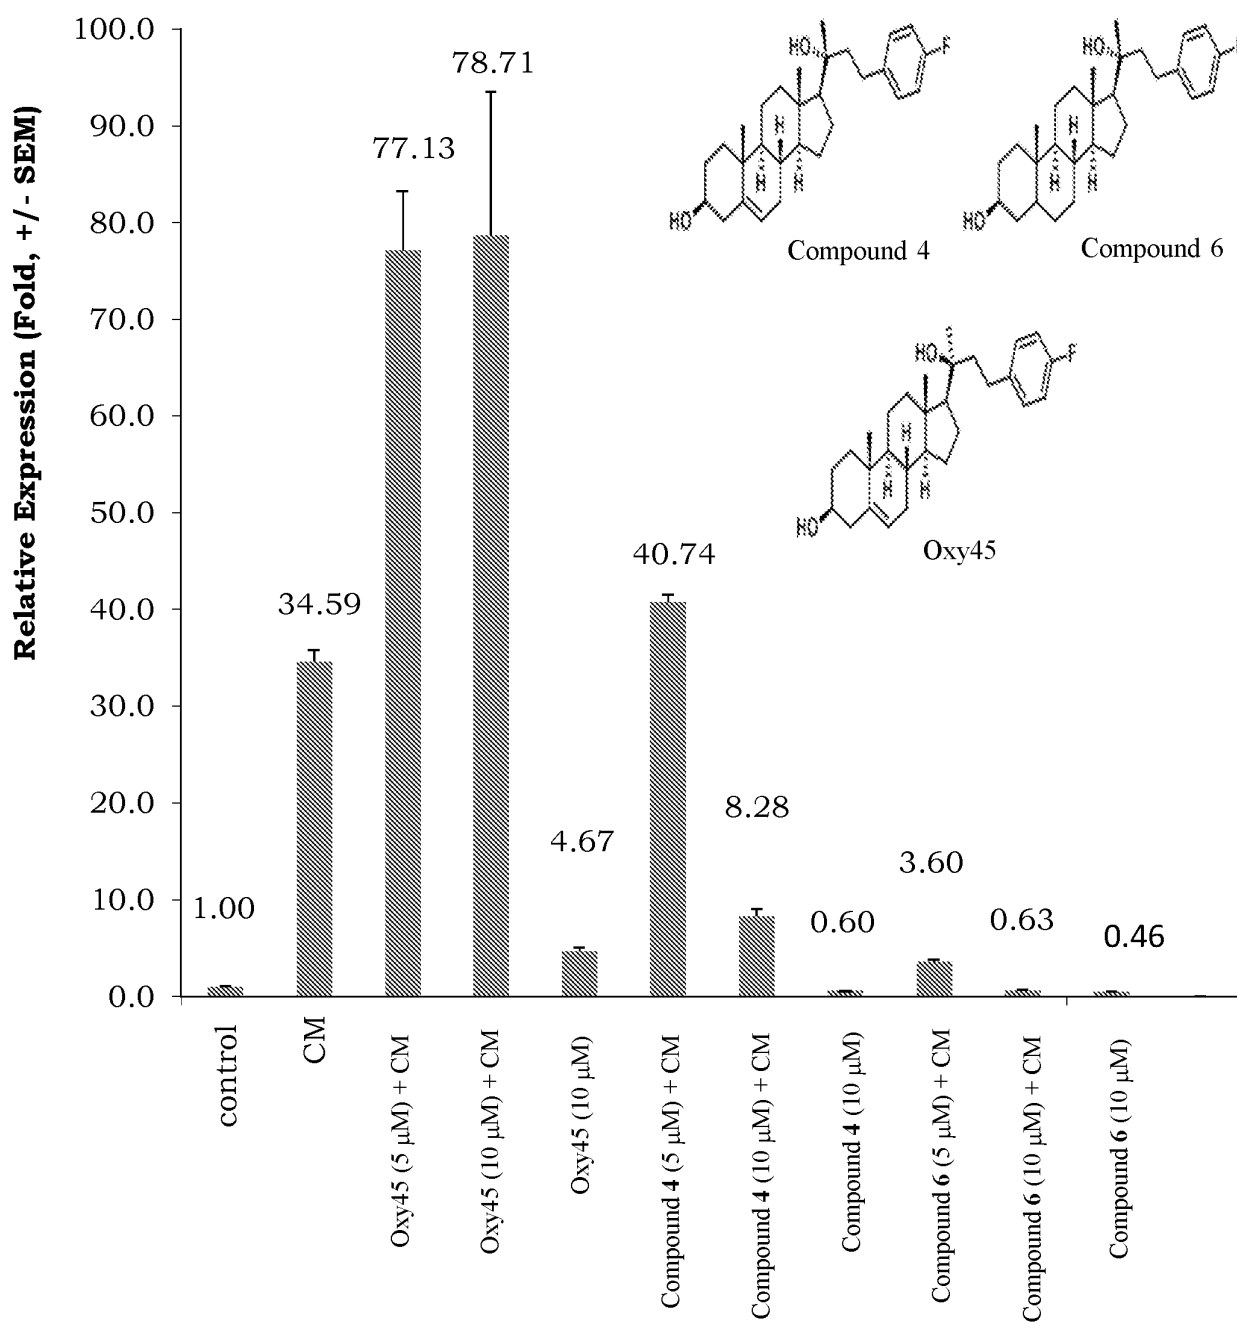 Relative Expression (Fold, +/- SEM)
100.0
90.0
80.0
70.0
60.0
50.0
40.0
30.0
20.0
10.0
0.0
1.00
34.59
77.13
78.71
4.67
40.74
8.28
0.60
3.60
0.63
0.46
HO
F
H
H
H
HO
Compound 4
HO
F
H
H
H
HO
Compound 6
HO
F
H
H
H
HO
Oxy45
control
CM
Oxy45 (5 μM) + CM
Oxy45 (10 μM) + CM
Oxy45 (10 μM)
Compound 4 (5 μM) + CM
Compound 4 (10 μM) + CM
Compound 4 (10 μM)
Compound 6 (5 μM) + CM
Compound 6 (10 μM) + CM
Compound 6 (10 μM)